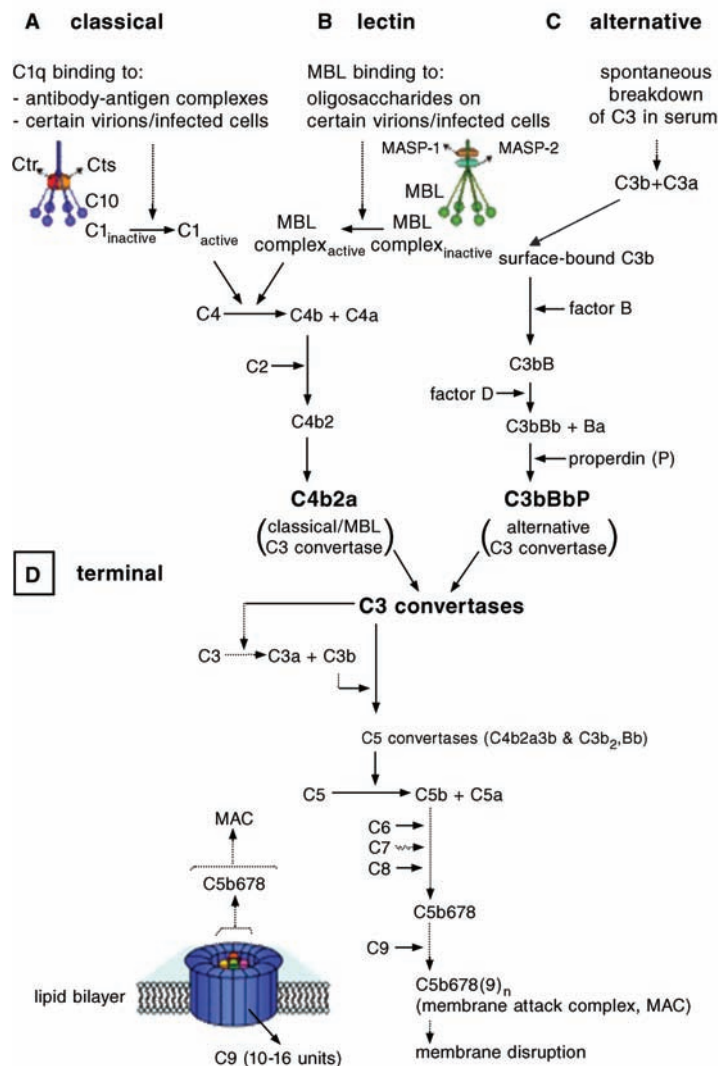 A classical
B lectin
C alternative
C1q binding to:
- antibody-antigen complexes
- certain virions/infected cells
MBL binding to:
oligosaccharides on
certain virions/infected cells
spontaneous
breakdown
of C3 in serum
Ctr
Cts
C10
C1inactive
C1active
MASP-1
MASP-2
MBL
MBL
complexactive
MBL
complexinactive
C3b+C3a
surface-bound C3b
C4
C4b + C4a
factor B
C2
C3bB
factor D
C4b2
C3bBb + Ba
properdin (P)
C4b2a
(classical/MBL
C3 convertase)
C3bBbP
(alternative
C3 convertase)
D terminal
C3 convertases
C3
C3a + C3b
C5 convertases (C4b2a3b & C3b2,Bb)
C5
C5b + C5a
C6
C7
C8
MAC
C5b678
C5b678
C9
lipid bilayer
C5b678(9)n
(membrane attack complex, MAC)
C9 (10-16 units)
membrane disruption